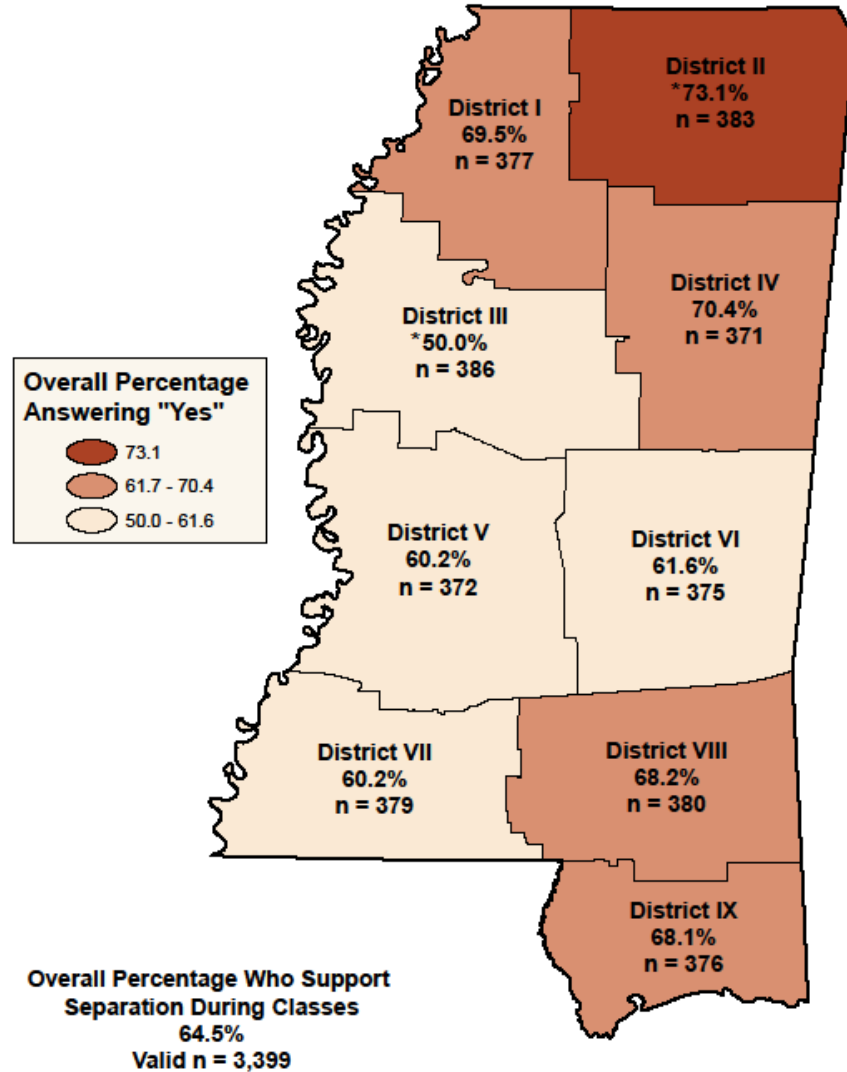 District I
69.5%
n = 377
District II
*73.1%
n = 383
District III
*50.0%
n = 386
District IV
70.4%
n = 371
Overall Percentage
Answering "Yes"
73.1
61.7 - 70.4
50.0 - 61.6
District V
60.2%
n = 372
District VI
61.6%
n = 375
District VII
60.2%
n = 379
District VIII
68.2%
n = 380
District IX
68.1%
n = 376
Overall Percentage Who Support
Separation During Classes
64.5%
Valid n = 3,399